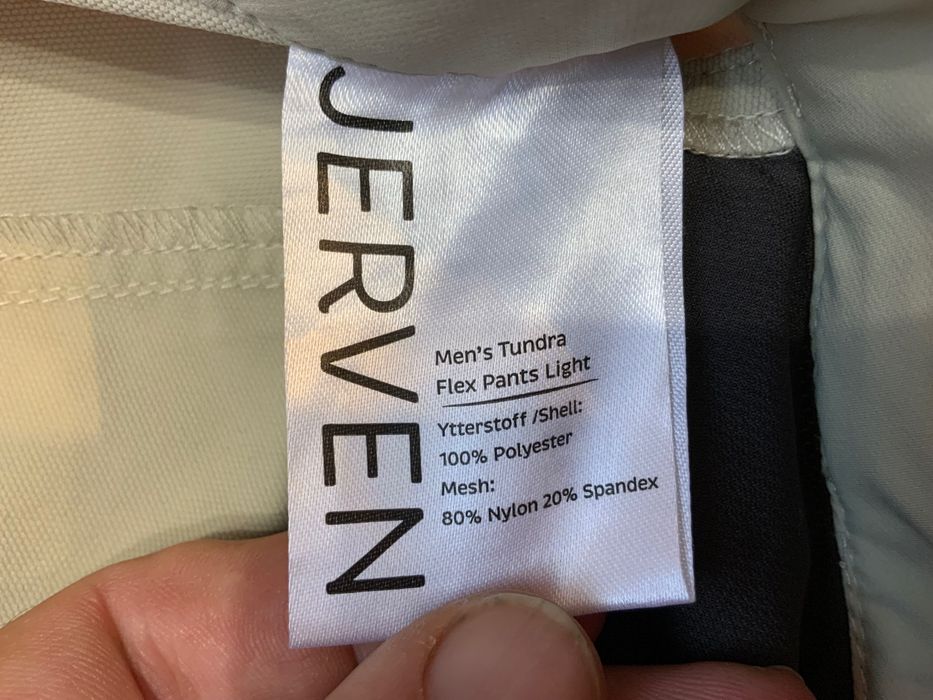 JERVEN
Men's Tundra
Flex Pants Light
Ytterstoff /Shell:
100% Polyester
Mesh:
80% Nylon 20% Spandex